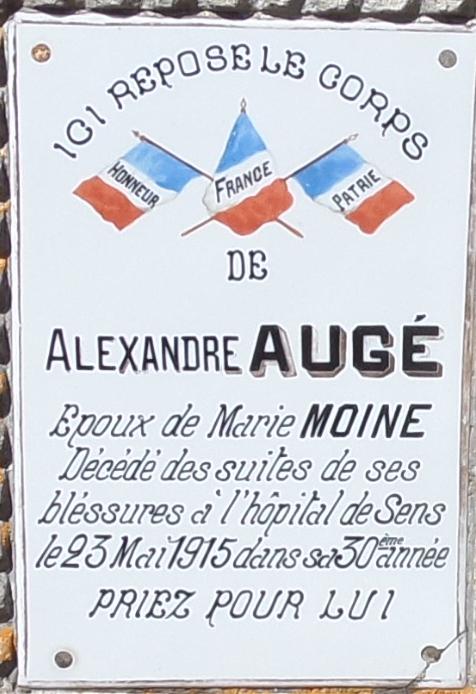 ICI REPOSE LE CORPS
HONNEUR
FRANCE
PATRIE
DE
ALEXANDRE AUGÉ
Epoux de Marie MOINE
Décédé des suites de ses
bléssures à l'hôpital de Sens
le 23 Mai 1915 dans sa 30ème année
PRIEZ POUR LUI